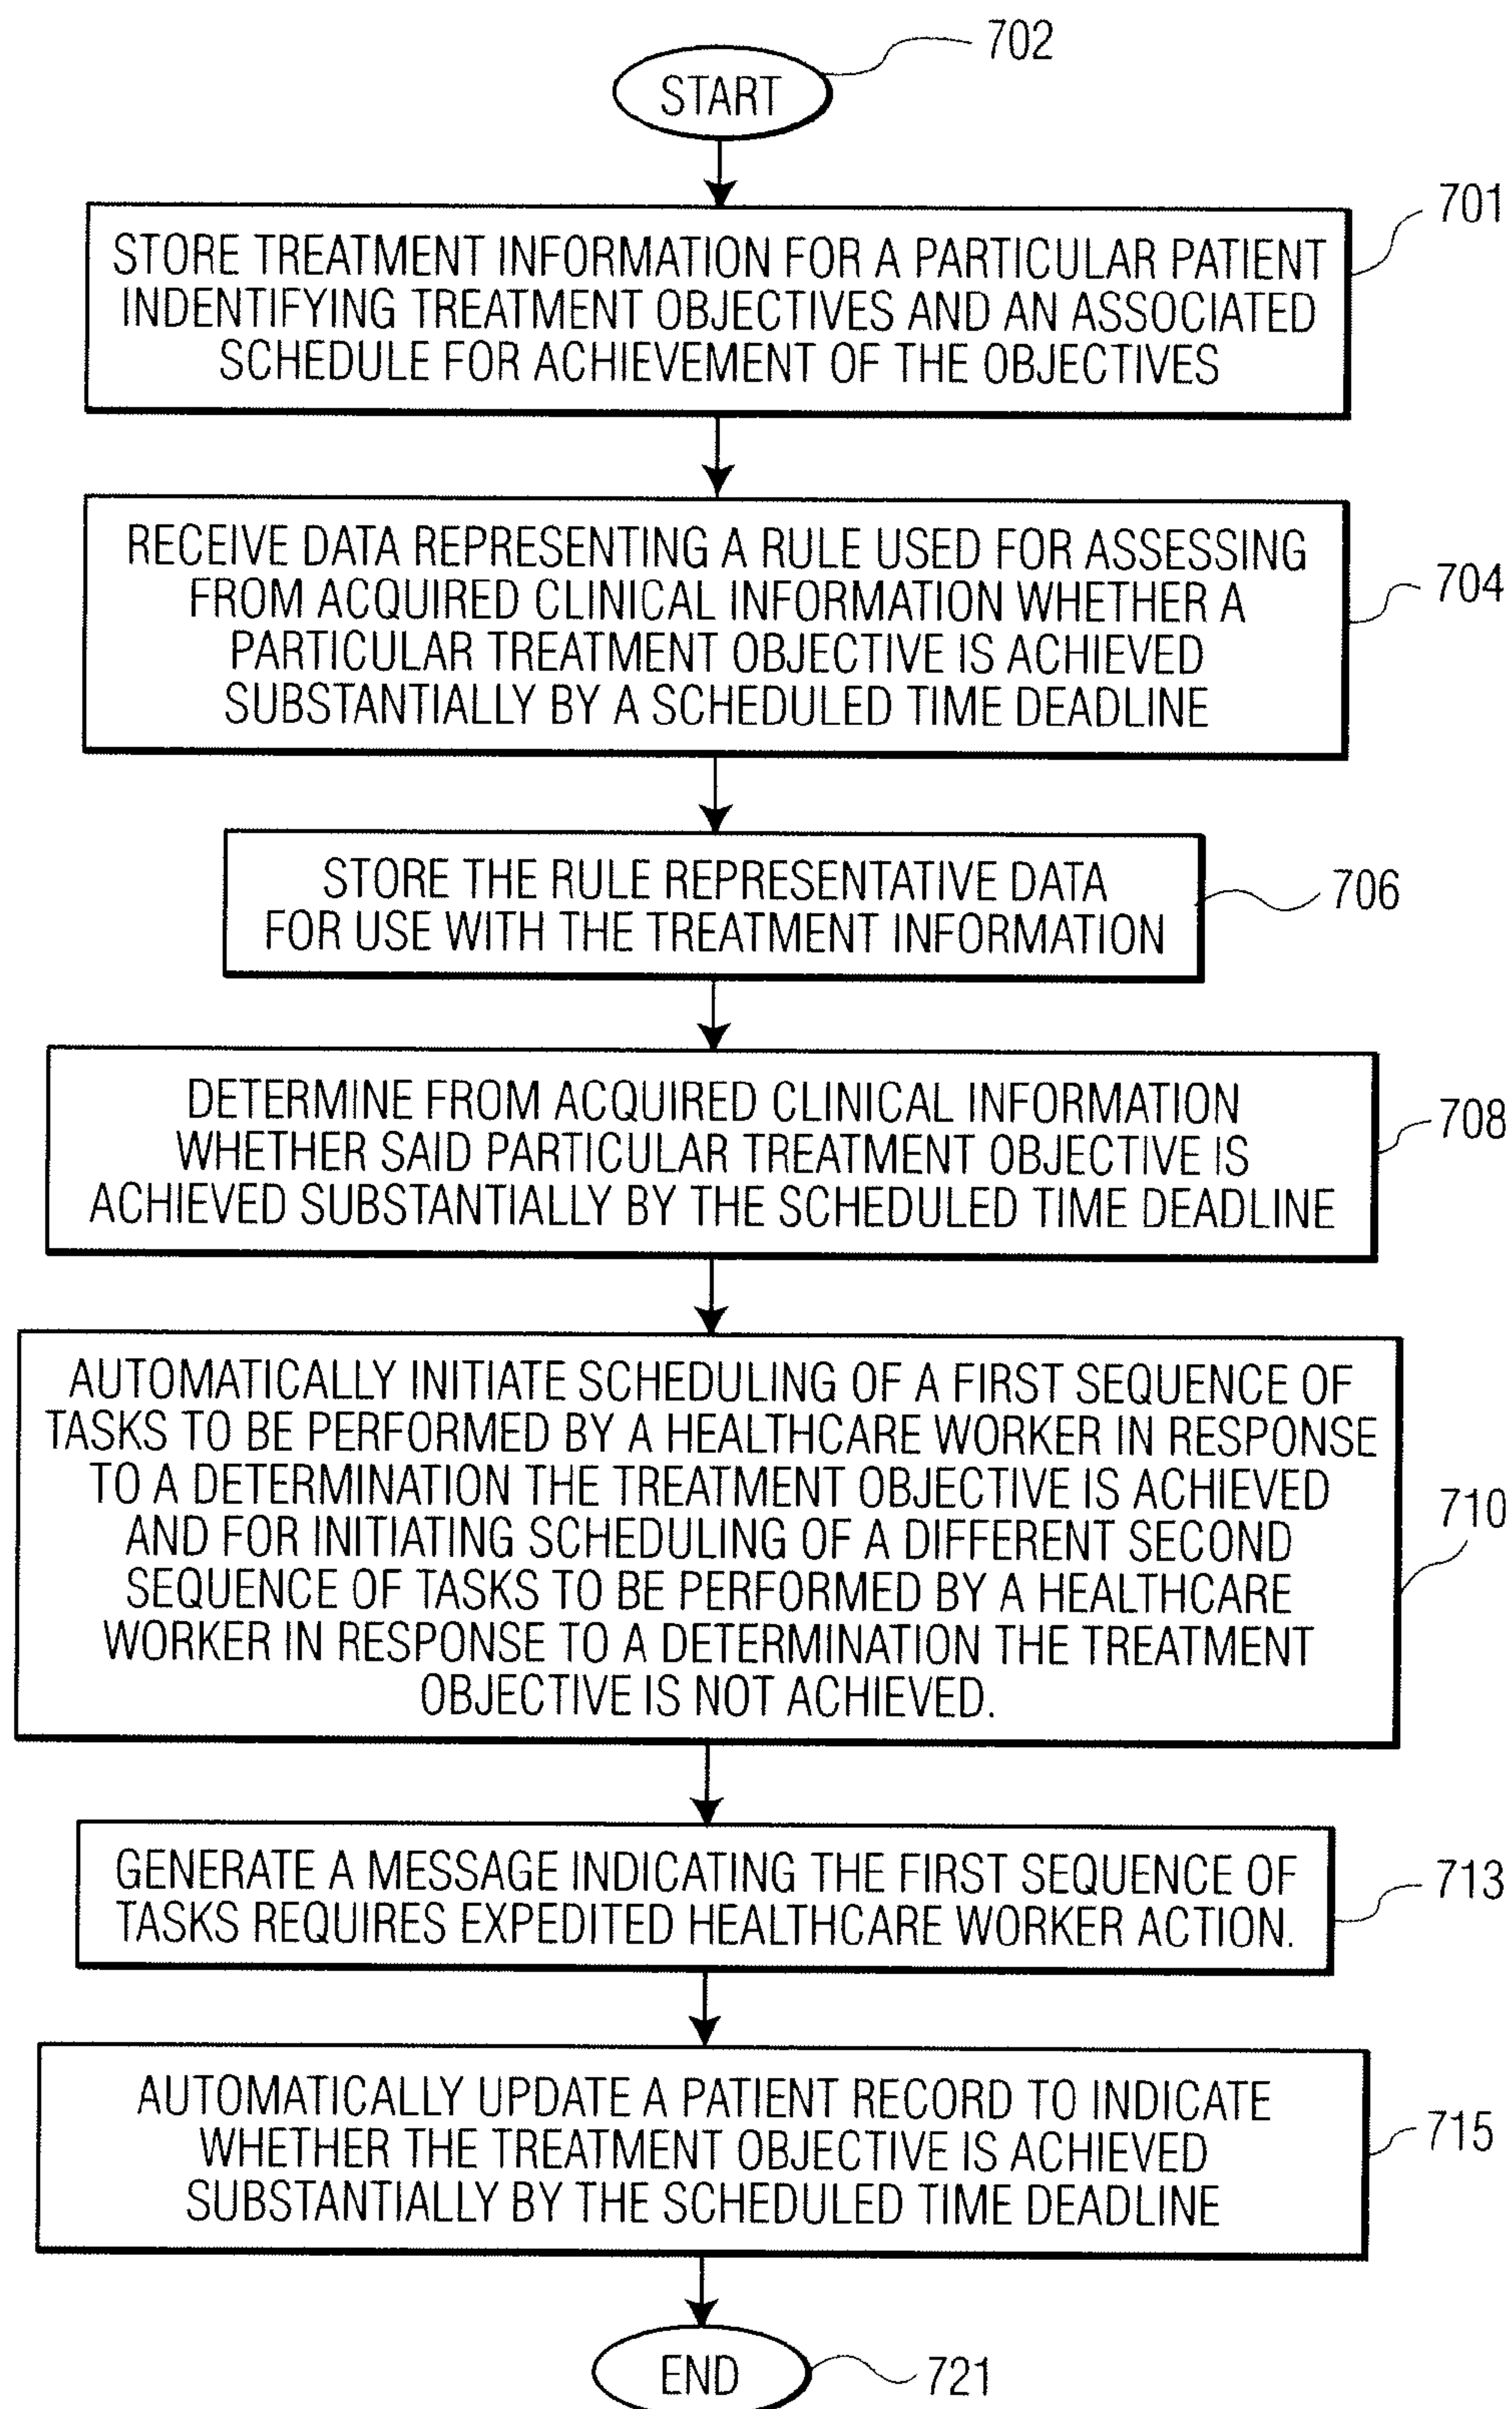 702
START
701
STORE TREATMENT INFORMATION FOR A PARTICULAR PATIENT
INDENTIFYING TREATMENT OBJECTIVES AND AN ASSOCIATED
SCHEDULE FOR ACHIEVEMENT OF THE OBJECTIVES
RECEIVE DATA REPRESENTING A RULE USED FOR ASSESSING
FROM ACQUIRED CLINICAL INFORMATION WHETHER A
PARTICULAR TREATMENT OBJECTIVE IS ACHIEVED
SUBSTANTIALLY BY A SCHEDULED TIME DEADLINE
704
STORE THE RULE REPRESENTATIVE DATA
FOR USE WITH THE TREATMENT INFORMATION
706
DETERMINE FROM ACQUIRED CLINICAL INFORMATION
WHETHER SAID PARTICULAR TREATMENT OBJECTIVE IS
ACHIEVED SUBSTANTIALLY BY THE SCHEDULED TIME DEADLINE
708
AUTOMATICALLY INITIATE SCHEDULING OF A FIRST SEQUENCE OF
TASKS TO BE PERFORMED BY A HEALTHCARE WORKER IN RESPONSE
TO A DETERMINATION THE TREATMENT OBJECTIVE IS ACHIEVED
AND FOR INITIATING SCHEDULING OF A DIFFERENT SECOND
SEQUENCE OF TASKS TO BE PERFORMED BY A HEALTHCARE
WORKER IN RESPONSE TO A DETERMINATION THE TREATMENT
OBJECTIVE IS NOT ACHIEVED.
710
GENERATE A MESSAGE INDICATING THE FIRST SEQUENCE OF
TASKS REQUIRES EXPEDITED HEALTHCARE WORKER ACTION.
713
AUTOMATICALLY UPDATE A PATIENT RECORD TO INDICATE
WHETHER THE TREATMENT OBJECTIVE IS ACHIEVED
SUBSTANTIALLY BY THE SCHEDULED TIME DEADLINE
715
END
721